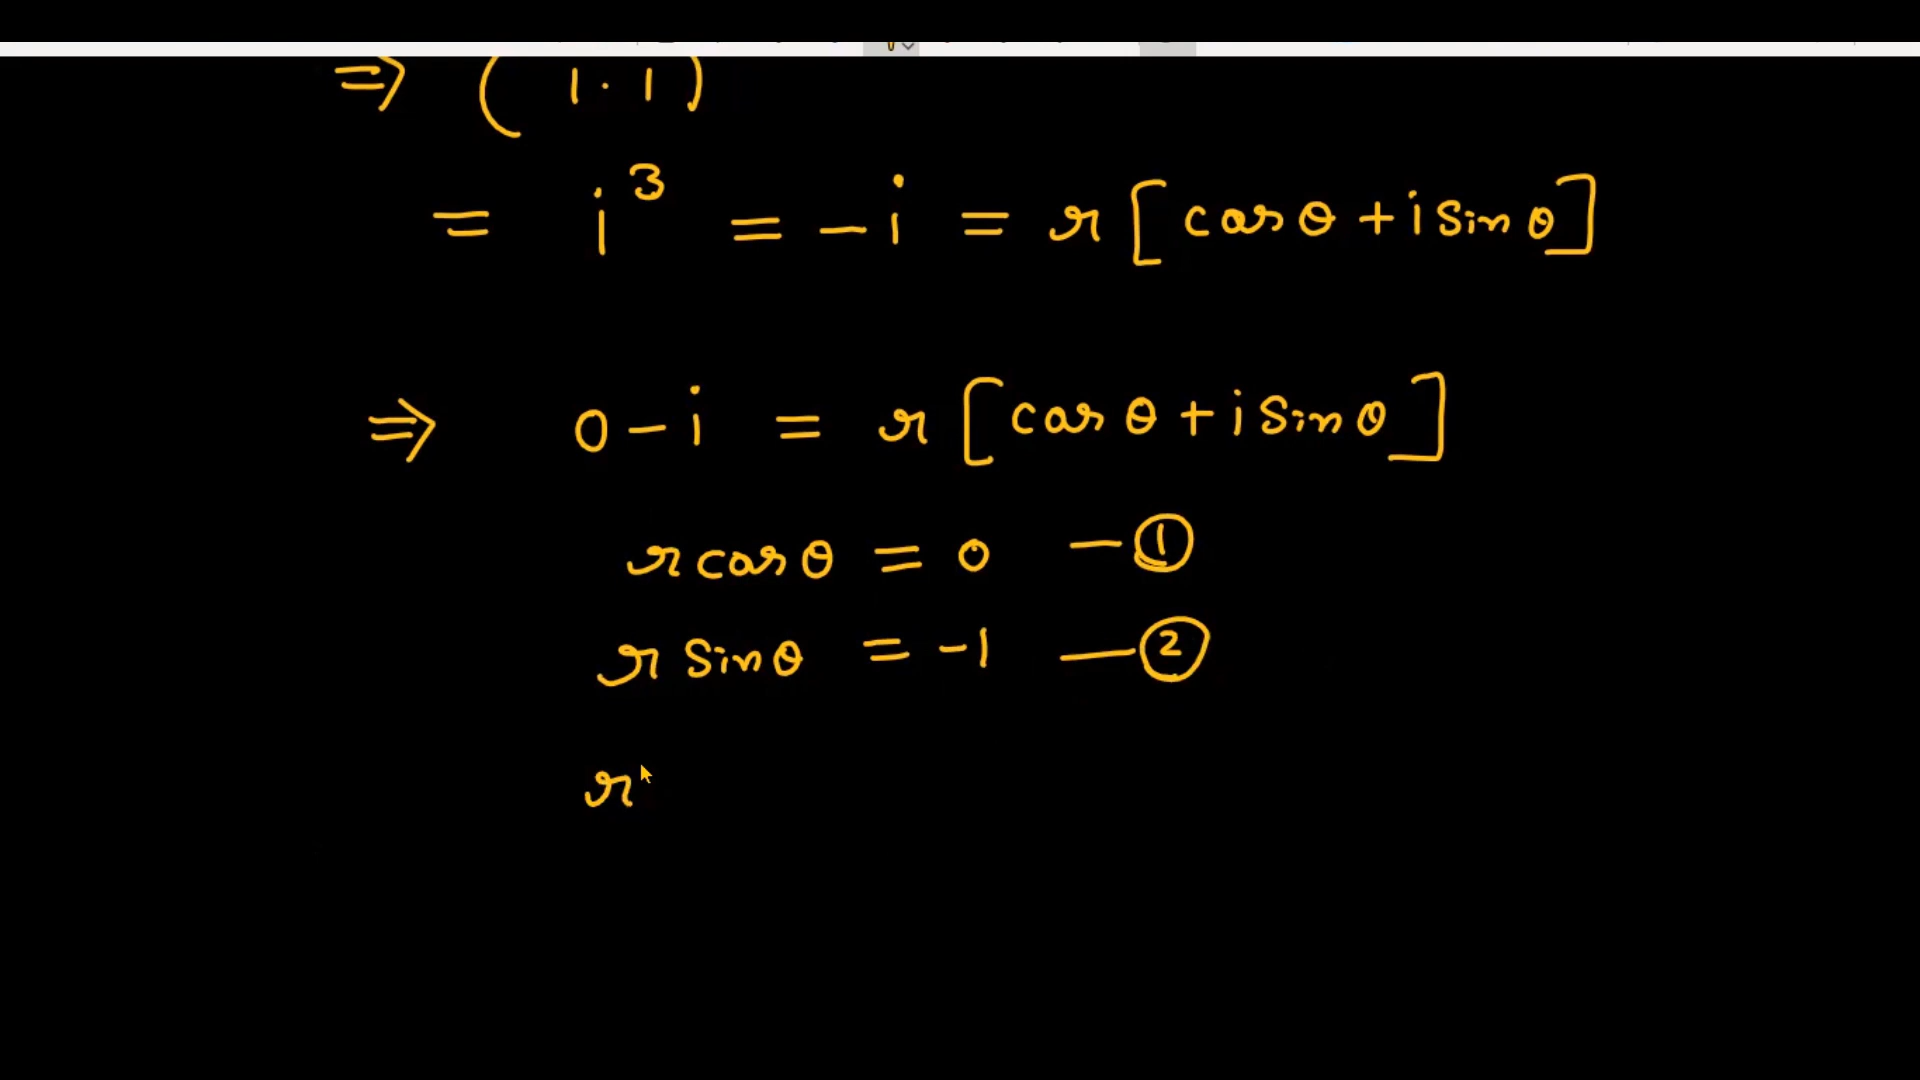 ⇒ ( 1 · 1 )
= i³ = -i = r [cos θ + i sin θ]
⇒ 0 - i = r [cos θ + i sin θ]
r cos θ = 0 — ①
r sin θ = -1 — ②
r